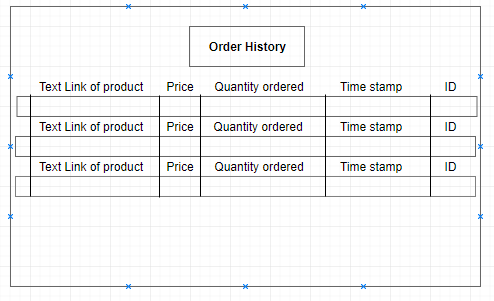 Order History
Text Link of product Price Quantity ordered Time stamp ID
Text Link of product Price Quantity ordered Time stamp ID
Text Link of product Price Quantity ordered Time stamp ID